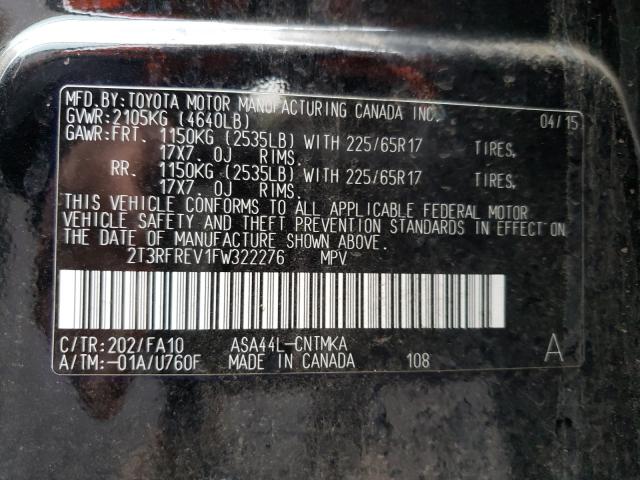 MFD.BY:TOYOTA MOTOR MANUFACTURING CANADA INC. 04/15
GVWR:2105KG (4640LB)
GAWR:FRT. 1150KG (2535LB) WITH 225/65R17 TIRES,
17X7.0J RIMS.
RR. 1150KG (2535LB) WITH 225/65R17 TIRES,
17X7.0J RIMS.
THIS VEHICLE CONFORMS TO ALL APPLICABLE FEDERAL MOTOR
VEHICLE SAFETY AND THEFT PREVENTION STANDARDS IN EFFECT ON
THE DATE OF MANUFACTURE SHOWN ABOVE.
2T3RFREV1FW322276 MPV
C/TR:202/FA10 ASA44L-CNTMKA
A/TM:-01A/U760F MADE IN CANADA 108 A